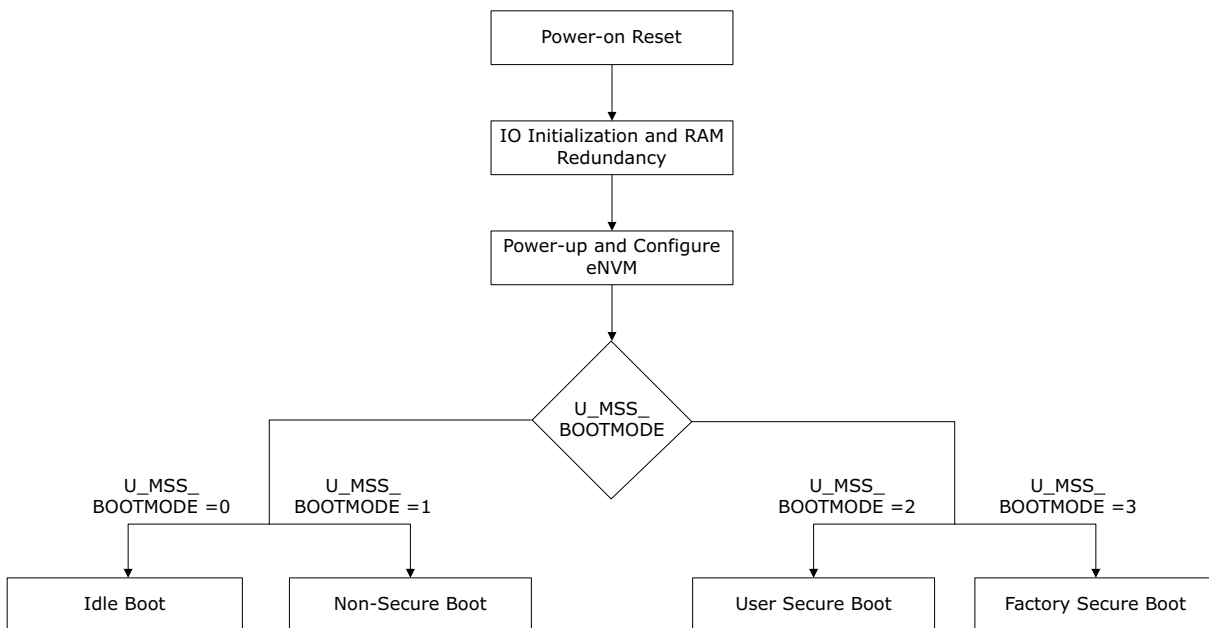 Power-on Reset
IO Initialization and RAM
Redundancy
Power-up and Configure
eNVM
U_MSS_
BOOTMODE
U_MSS_
BOOTMODE =0
U_MSS_
BOOTMODE =1
U_MSS_
BOOTMODE =2
U_MSS_
BOOTMODE =3
Idle Boot
Non-Secure Boot
User Secure Boot
Factory Secure Boot